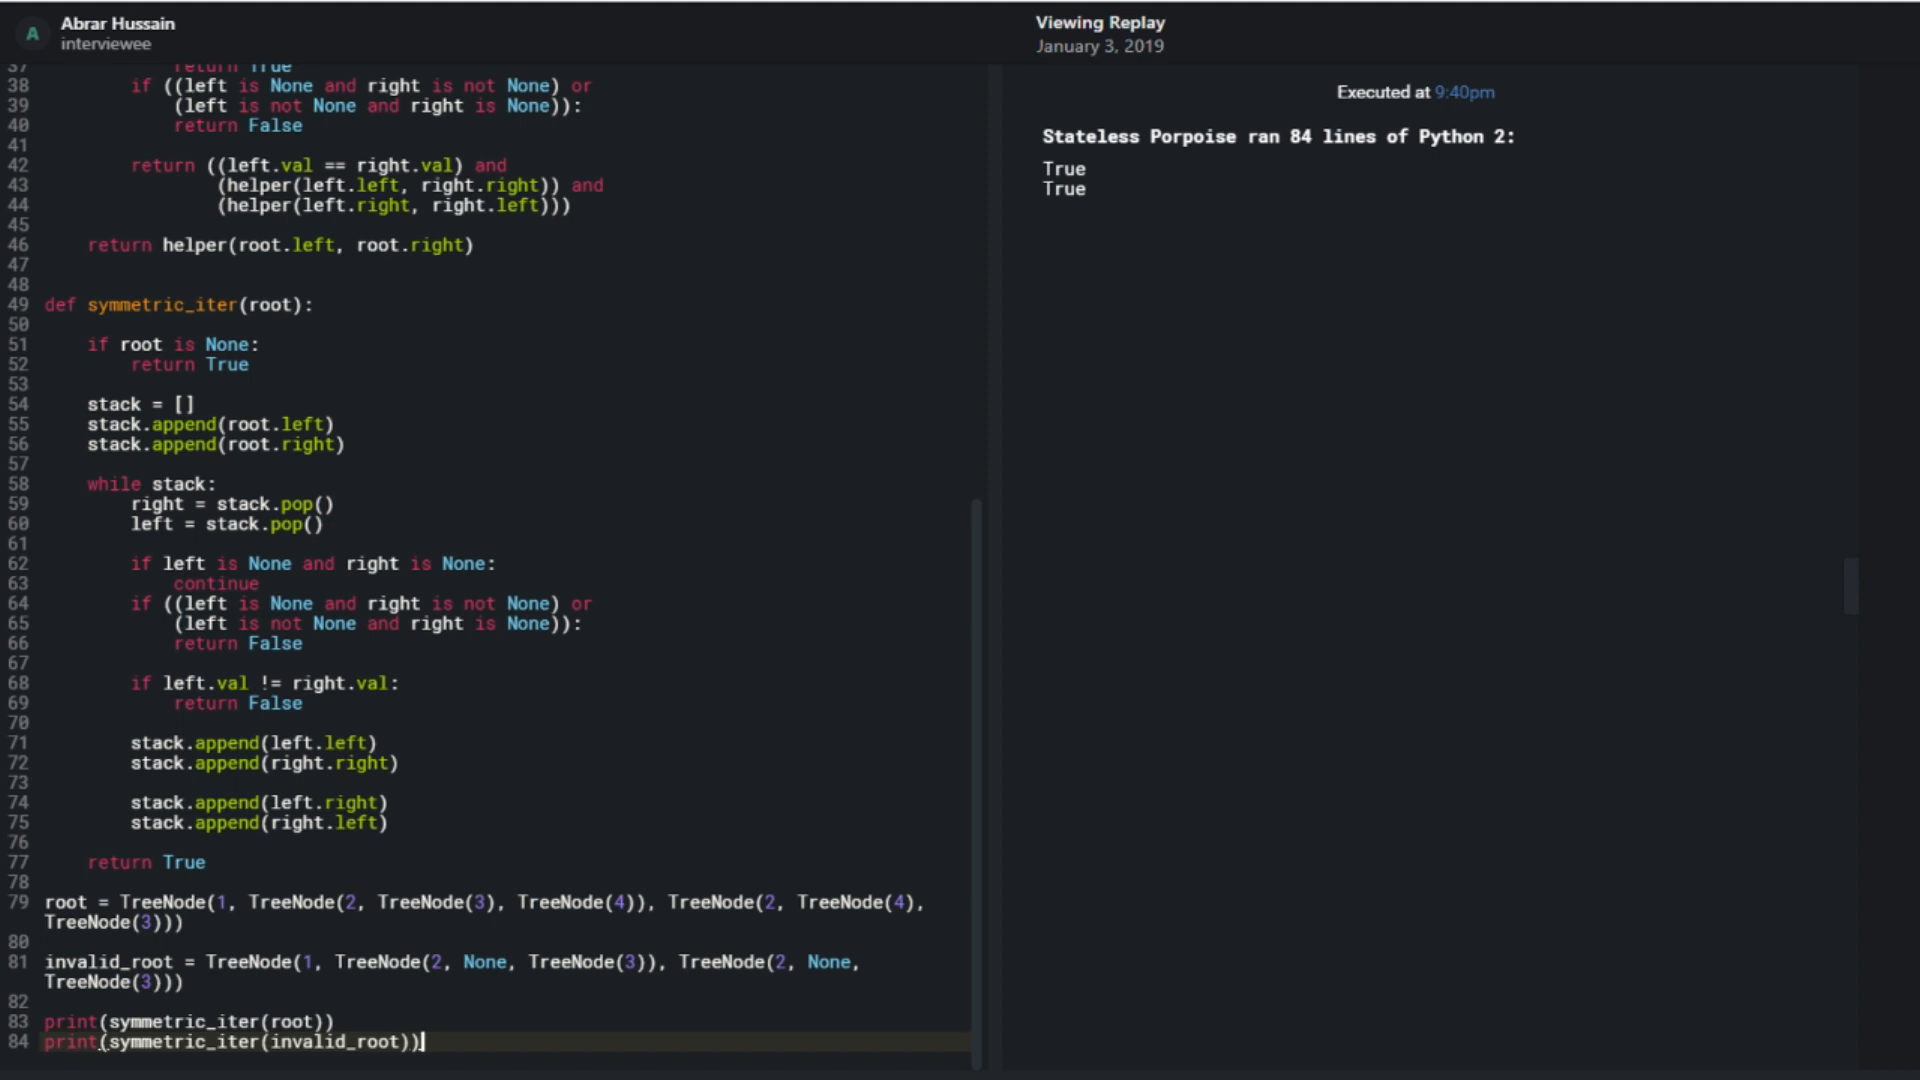 A
Abrar Hussain
interviewee
Viewing Replay
January 3, 2019
37 return True
38 if ((left is None and right is not None) or
39 (left is not None and right is None)):
40 return False
41
42 return ((left.val == right.val) and
43 (helper(left.left, right.right)) and
44 (helper(left.right, right.left)))
45
46 return helper(root.left, root.right)
47
48
49 def symmetric_iter(root):
50
51 if root is None:
52 return True
53
54 stack = []
55 stack.append(root.left)
56 stack.append(root.right)
57
58 while stack:
59 right = stack.pop()
60 left = stack.pop()
61
62 if left is None and right is None:
63 continue
64 if ((left is None and right is not None) or
65 (left is not None and right is None)):
66 return False
67
68 if left.val != right.val:
69 return False
70
71 stack.append(left.left)
72 stack.append(right.right)
73
74 stack.append(left.right)
75 stack.append(right.left)
76
77 return True
78
79 root = TreeNode(1, TreeNode(2, TreeNode(3), TreeNode(4)), TreeNode(2, TreeNode(4),
TreeNode(3)))
80
81 invalid_root = TreeNode(1, TreeNode(2, None, TreeNode(3)), TreeNode(2, None,
TreeNode(3)))
82
83 print(symmetric_iter(root))
84 print(symmetric_iter(invalid_root))
Executed at 9:40pm
Stateless Porpoise ran 84 lines of Python 2:
True
True